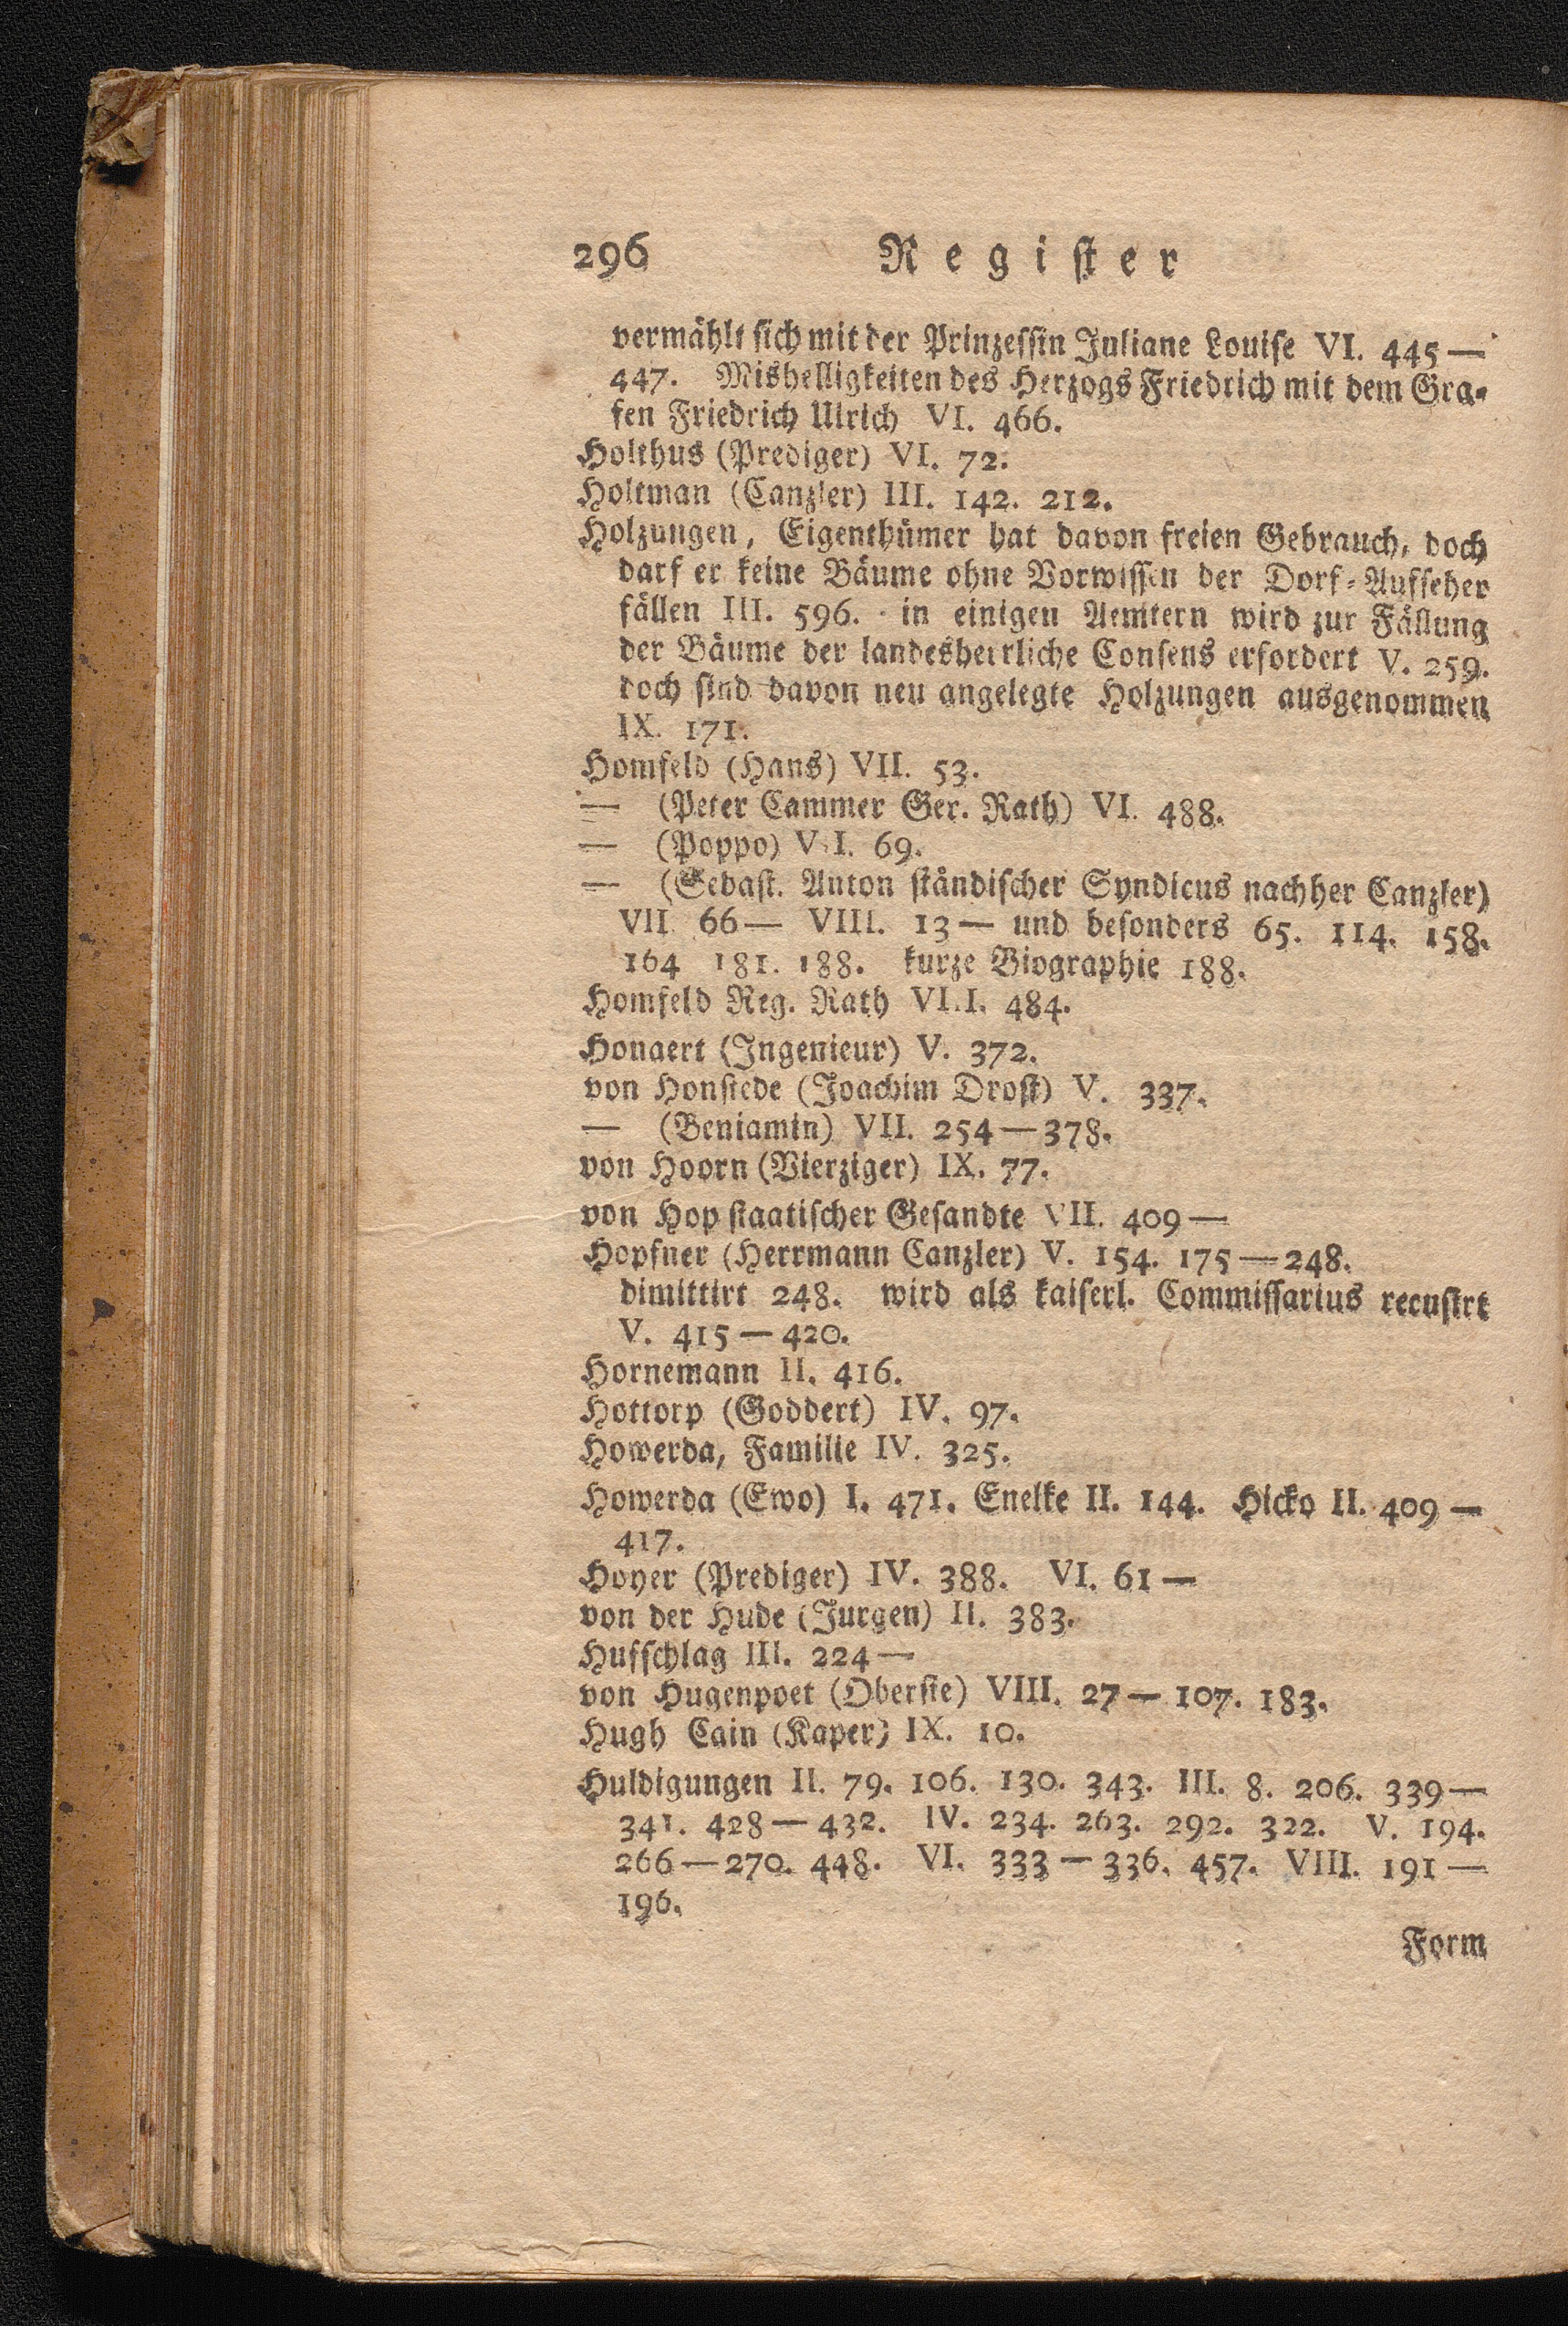 296 Regiſter
vermählt ſich mit der Prinzeſſin Juliane Louiſe VI. 445 —
447. Mishelligkeiten des Herzogs Friedrich mit dem Gra-
fen Friedrich Ulrich VI. 466.
Holthus (Prediger) VI. 72.
Holtman (Canzler) III. 142. 212.
Holzungen, Eigenthümer hat davon freien Gebrauch, doch
darf er keine Bäume ohne Vorwiſſen der Dorf-Aufſeher
fällen III. 596. in einigen Aemtern wird zur Fällung
der Bäume der landesherrliche Conſens erfordert V. 259.
doch ſind davon neu angelegte Holzungen ausgenommen
IX. 171.
Homfeld (Hans) VII. 53.
— (Peter Cammer Ger. Rath) VI. 488.
— (Poppo) VII. 69.
— (Sebaſt. Anton ſtändiſcher Syndicus nachher Canzler)
VII 66 — VIII. 13 — und beſonders 65. 114. 158.
164 181. 188. kurze Biographie 188.
Homfeld Reg. Rath VIII. 484.
Honaert (Ingenieur) V. 372.
von Honſtede (Joachim Droſt) V. 337.
— (Beniamin) VII. 254 — 378.
von Hoorn (Vierziger) IX. 77.
von Hop ſtaatiſcher Geſandte VII. 409 —
Hopfner (Herrmann Canzler) V. 154. 175 — 248.
dimittirt 248. wird als kaiſerl. Commiſſarius recuſirt
V. 415 — 420.
Hornemann II. 416.
Hottorp (Goddert) IV. 97.
Howerda, Familie IV. 325.
Howerda (Ewo) I. 471. Enelke II. 144. Hicko II. 409 —
417.
Hoyer (Prediger) IV. 388. VI. 61 —
von der Hude (Jurgen) II. 383.
Hufſchlag III. 224 —
von Hugenpoet (Oberſte) VIII. 27 — 107. 183.
Hugh Cain (Kaper) IX. 10.
Huldigungen II. 79. 106. 130. 343. III. 8. 206. 339 —
341. 428 — 432. IV. 234. 263. 292. 322. V. 194.
266 — 270. 448. VI. 333 — 336. 457. VIII. 191 —
196.
Form